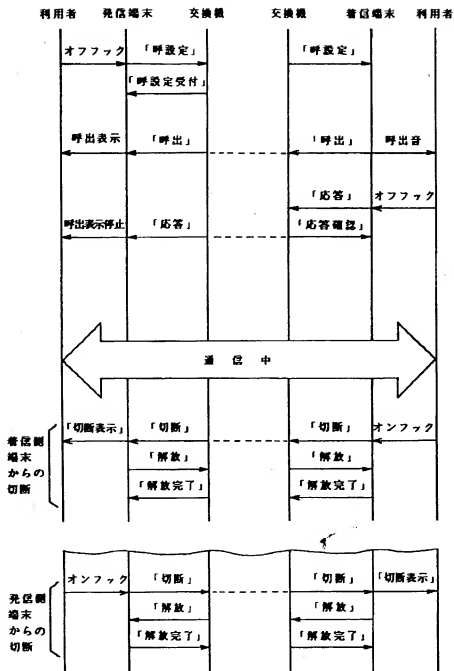 利用者 発信端末 交換機 交換機 着信端末 利用者
オフフック 「呼設定」 「呼設定」
「呼設定受付」
呼出表示 「呼出」 「呼出」 呼出音
「応答」 オフフック
呼出表示停止 「応答」 「応答確認」
通信中
「切断表示」 「切断」 「切断」 オンフック
着信側
端末
からの
切断
「解放」 「解放」
「解放完了」 「解放完了」
オンフック 「切断」 「切断」 「切断表示」
発信側
端末
からの
切断
「解放」 「解放」
「解放完了」 「解放完了」